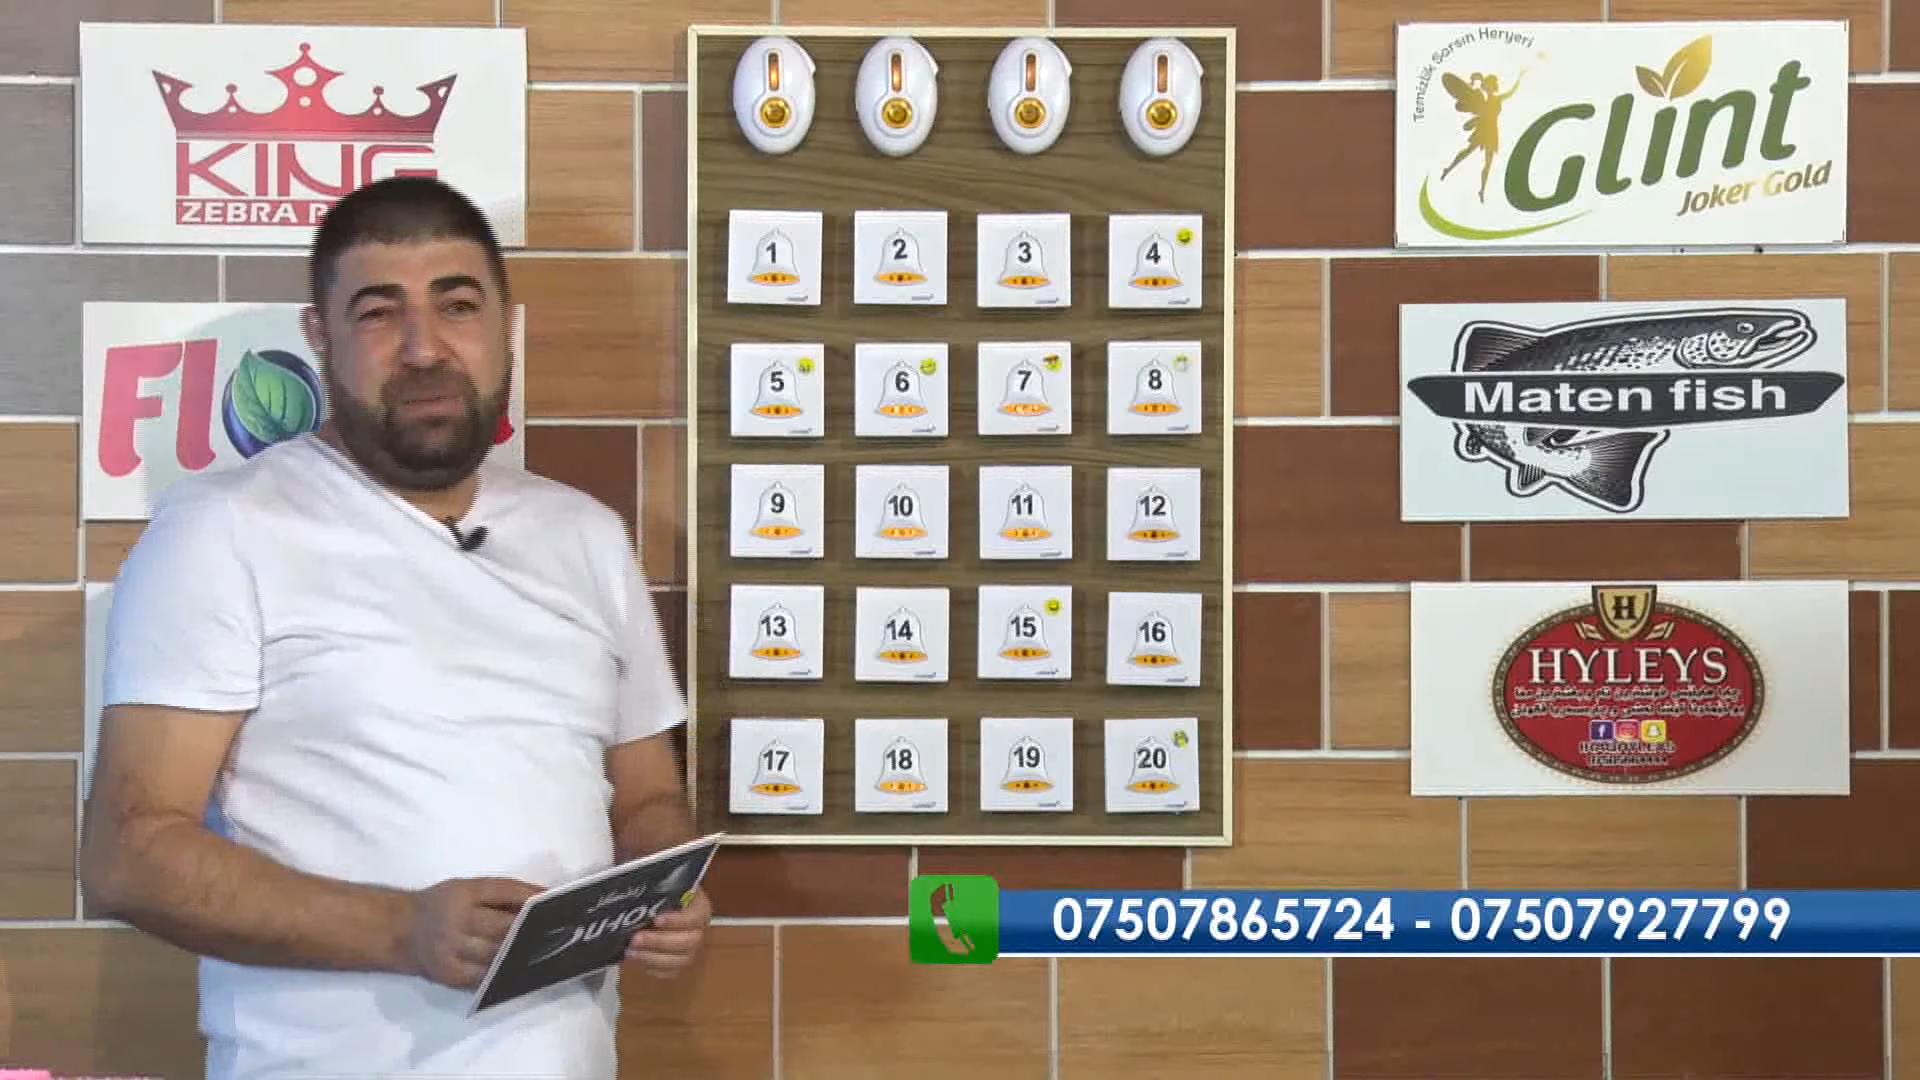 KING
ZEBRA
Fl
1
2
3
4
5
6
7
8
9
10
11
12
13
14
15
16
17
18
19
20
Temizlik Sarsın Heryeri
Glint
Joker Gold
Maten fish
H
HYLEYS
07507865724 - 07507927799